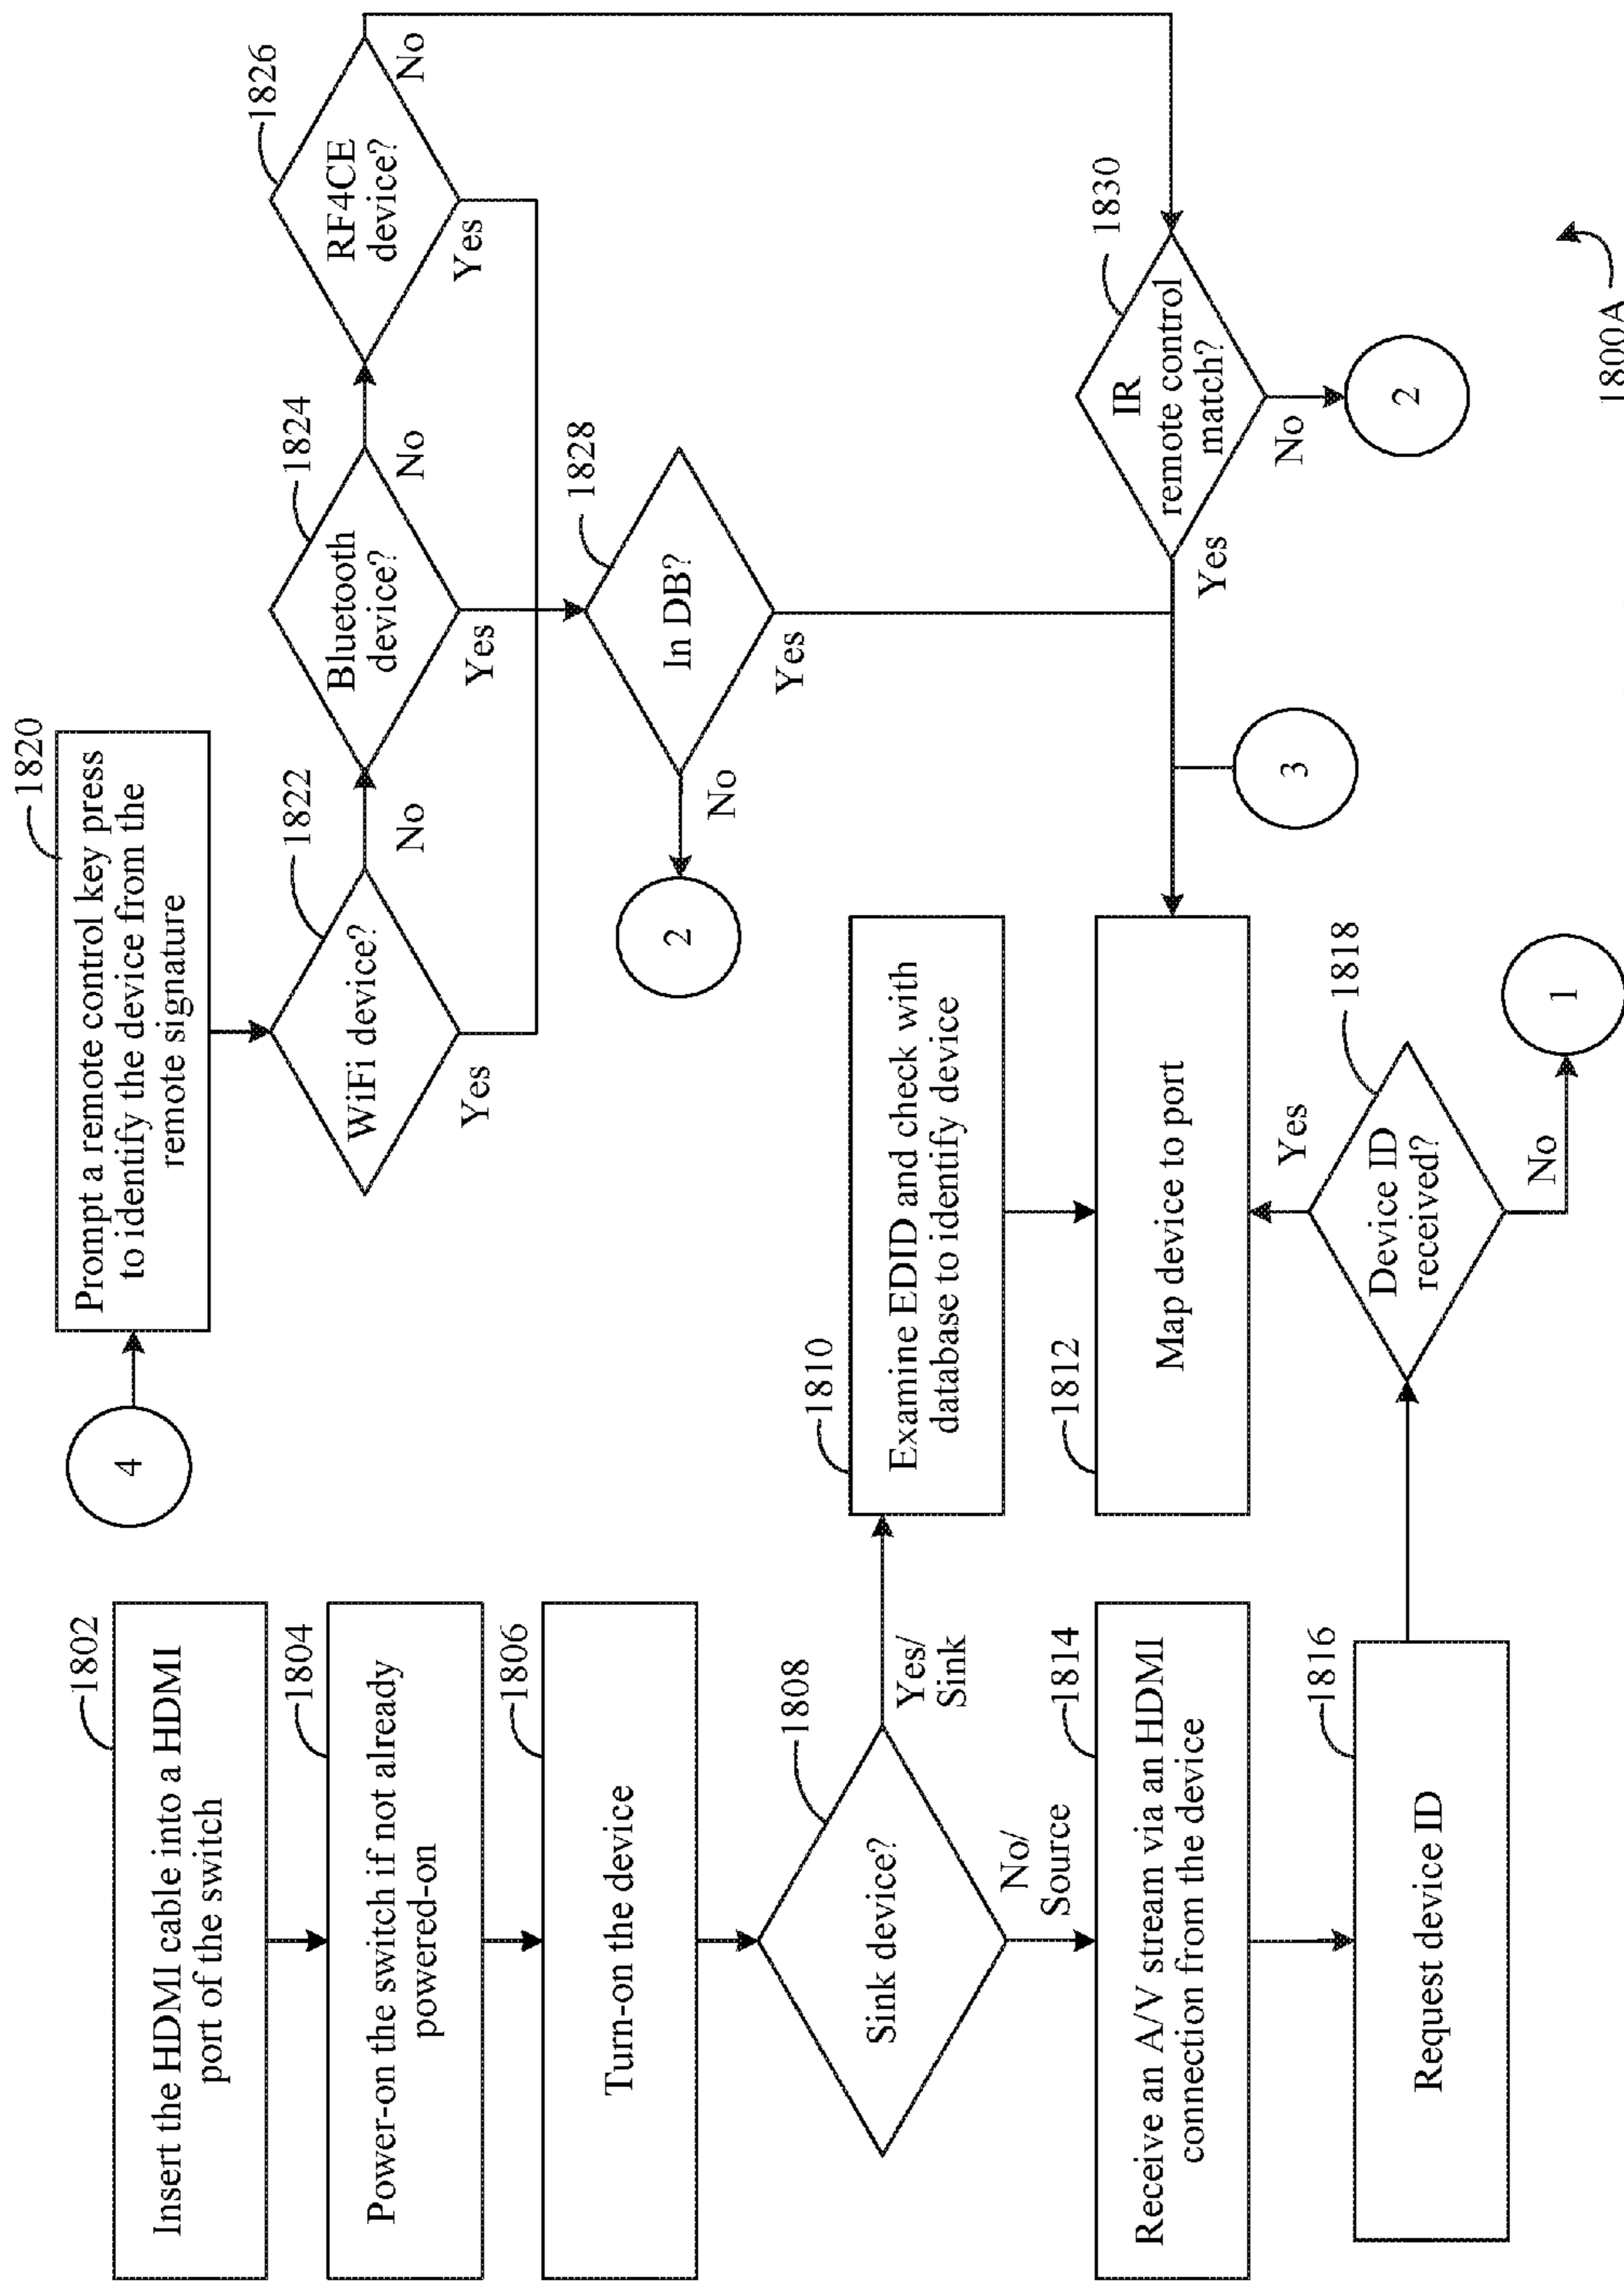 1802
Insert the HDMI cable into a HDMI
port of the switch
1804
Power-on the switch if not already
powered-on
1806
Turn-on the device
1808
Sink device?
Yes/
Sink
No/
Source
1810
Examine EDID and check with
database to identify device
1812
Map device to port
1814
Receive an A/V stream via an HDMI
connection from the device
1816
Request device ID
1818
Device ID
received?
Yes
No
1
4
1820
Prompt a remote control key press
to identify the device from the
remote signature
1822
WiFi device?
No
Yes
1824
Bluetooth
device?
No
Yes
1826
RF4CE
device?
No
Yes
1828
In DB?
No
Yes
2
3
1830
IR
remote control
match?
Yes
No
2
1800A